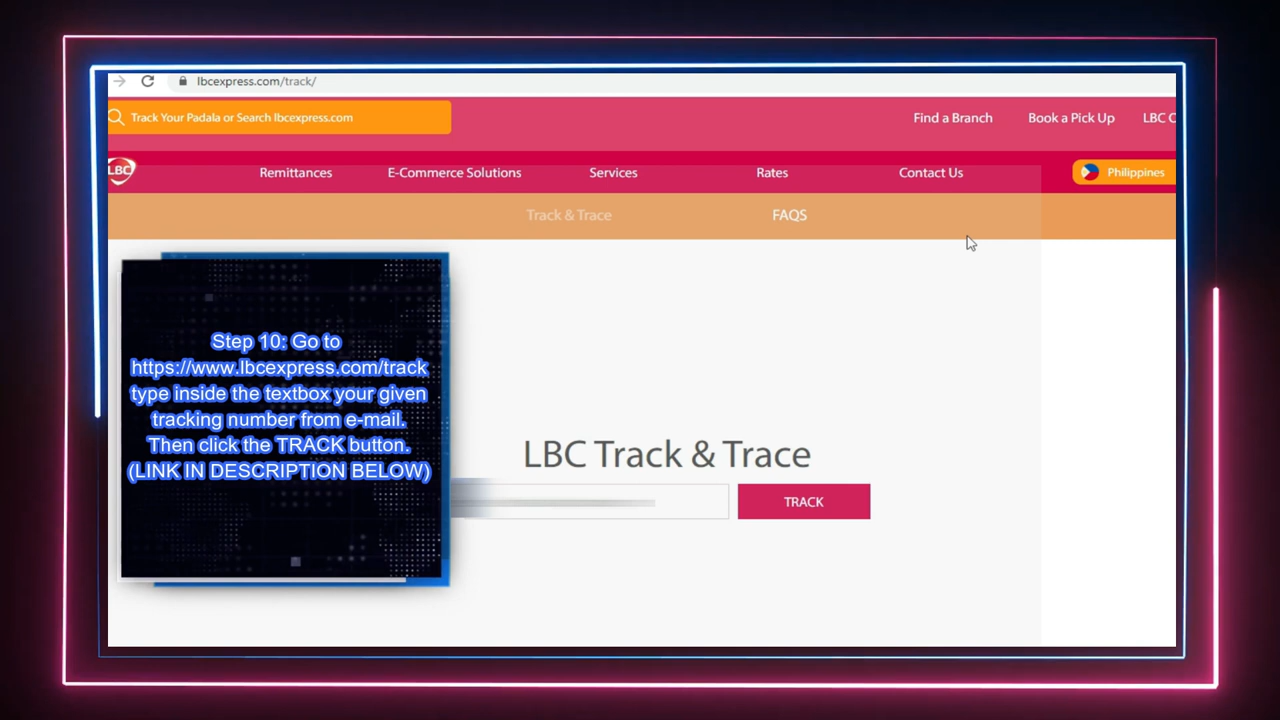 lbcexpress.com/track/
Track Your Padala or Search lbcexpress.com
Find a Branch
Book a Pick Up
LBC C
LBC
Remittances
E-Commerce Solutions
Services
Rates
Contact Us
Philippines
Track & Trace
FAQS
Step 10: Go to
https://www.lbcexpress.com/track
type inside the textbox your given
tracking number from e-mail.
Then click the TRACK button.
(LINK IN DESCRIPTION BELOW)
LBC Track & Trace
TRACK